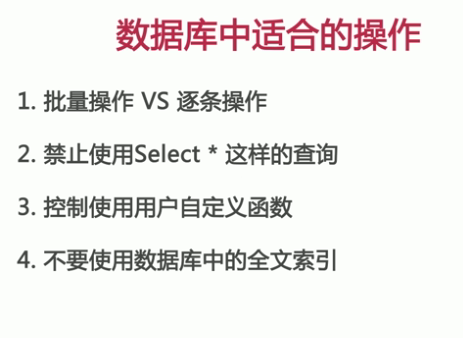 数据库中适合的操作
1. 批量操作 VS 逐条操作
2. 禁止使用Select * 这样的查询
3. 控制使用用户自定义函数
4. 不要使用数据库中的全文索引